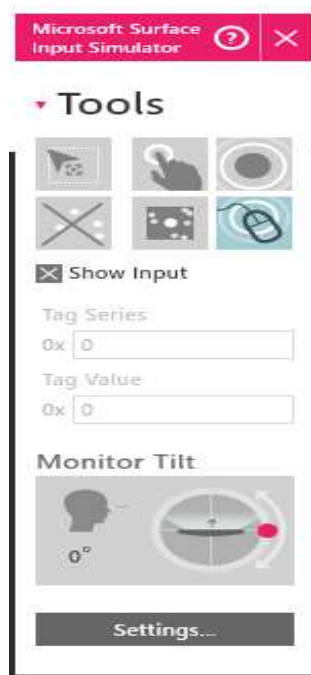 Microsoft Surface
Input Simulator
?
Tools
Show Input
Tag Series
0x 0
Tag Value
0x 0
Monitor Tilt
0°
Settings...